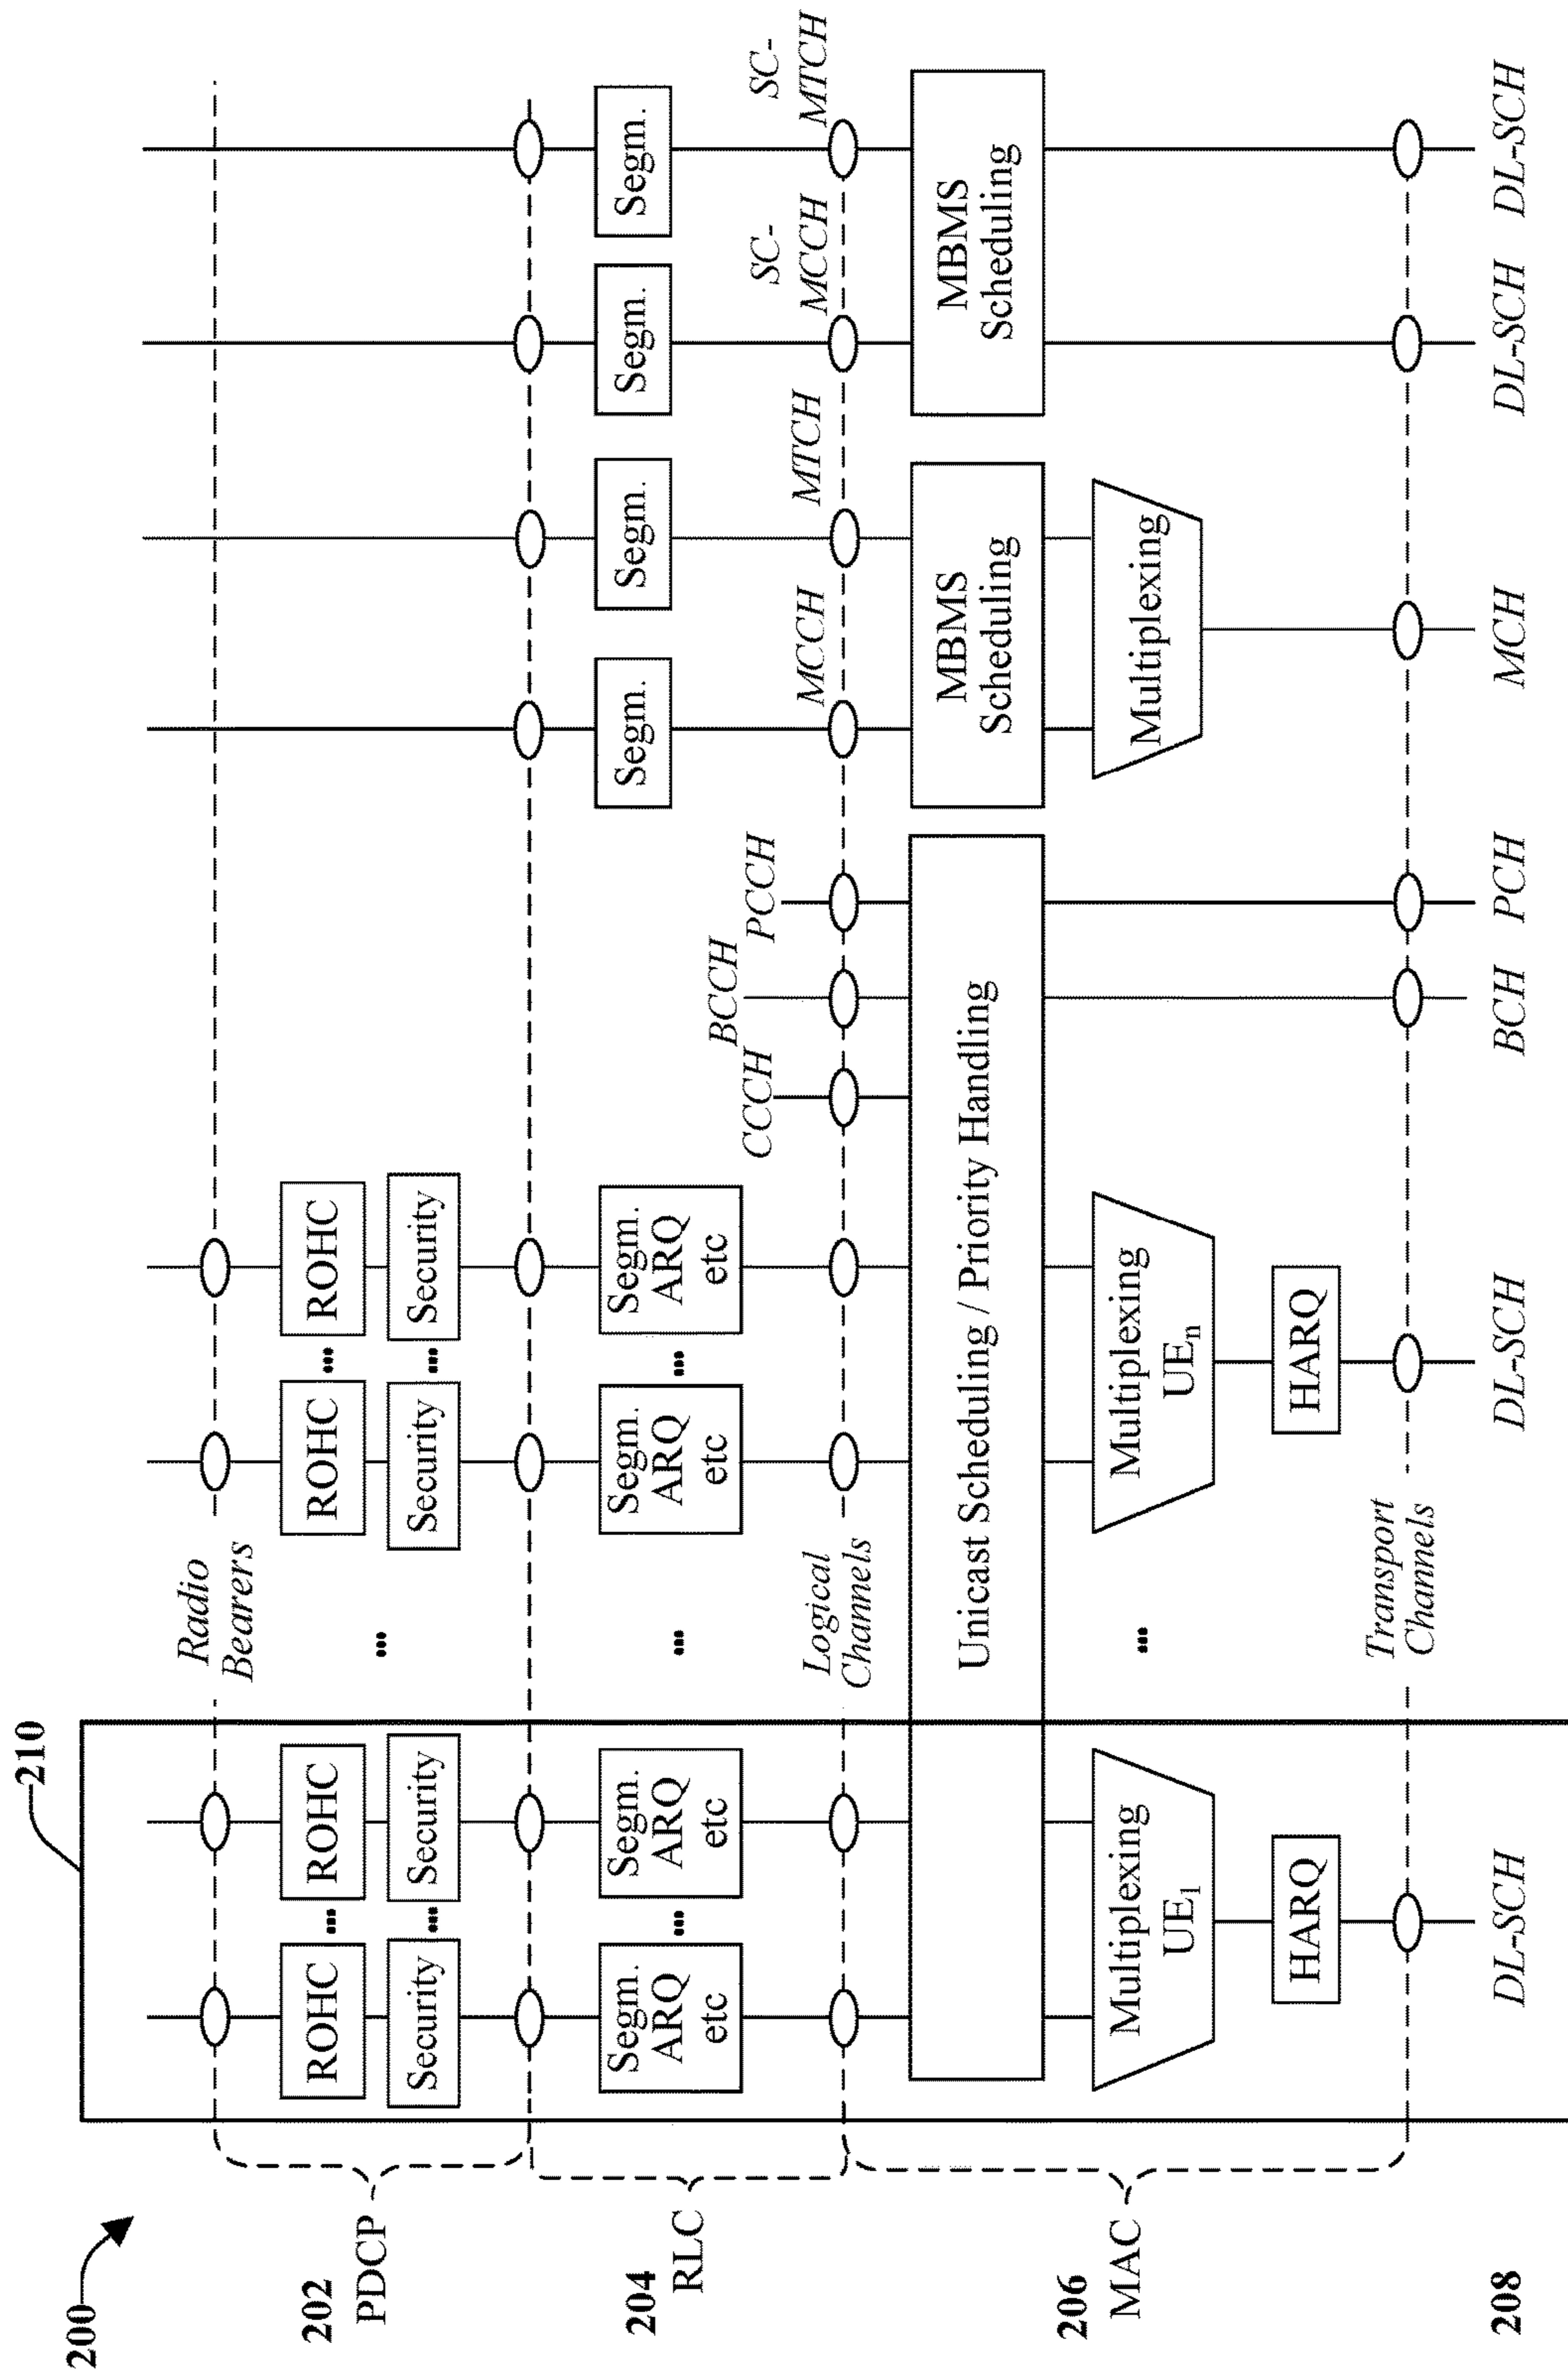 200
210
Radio
Bearers
202
PDCP
ROHC
...
ROHC
ROHC
...
ROHC
...
Security
...
Security
Security
...
Security
204
RLC
Segm.
ARQ
etc
...
Segm.
ARQ
etc
...
Segm.
ARQ
etc
...
Segm.
ARQ
etc
Segm.
Segm.
Segm.
Segm.
Logical
Channels
CCCH
BCCH
PCCH
MCCH
MTCH
SC-
MCCH
SC-
MTCH
206
MAC
Unicast Scheduling / Priority Handling
MBMS
Scheduling
MBMS
Scheduling
Multiplexing
UE1
...
Multiplexing
UEn
Multiplexing
HARQ
HARQ
Transport
Channels
208
DL-SCH
DL-SCH
BCH
PCH
MCH
DL-SCH
DL-SCH